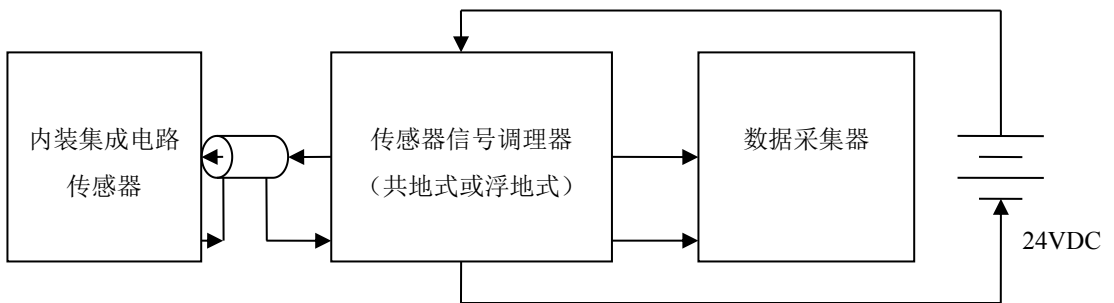 内装集成电路
传感器
传感器信号调理器
（共地式或浮地式）
数据采集器
24VDC